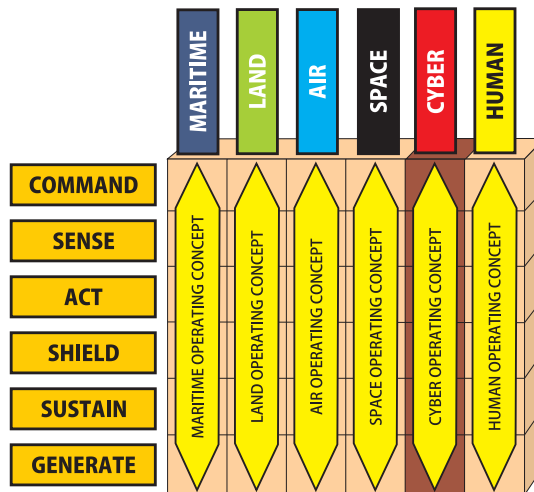 MARITIME
LAND
AIR
SPACE
CYBER
HUMAN
COMMAND
SENSE
ACT
SHIELD
SUSTAIN
GENERATE
MARITIME OPERATING CONCEPT
LAND OPERATING CONCEPT
AIR OPERATING CONCEPT
SPACE OPERATING CONCEPT
CYBER OPERATING CONCEPT
HUMAN OPERATING CONCEPT